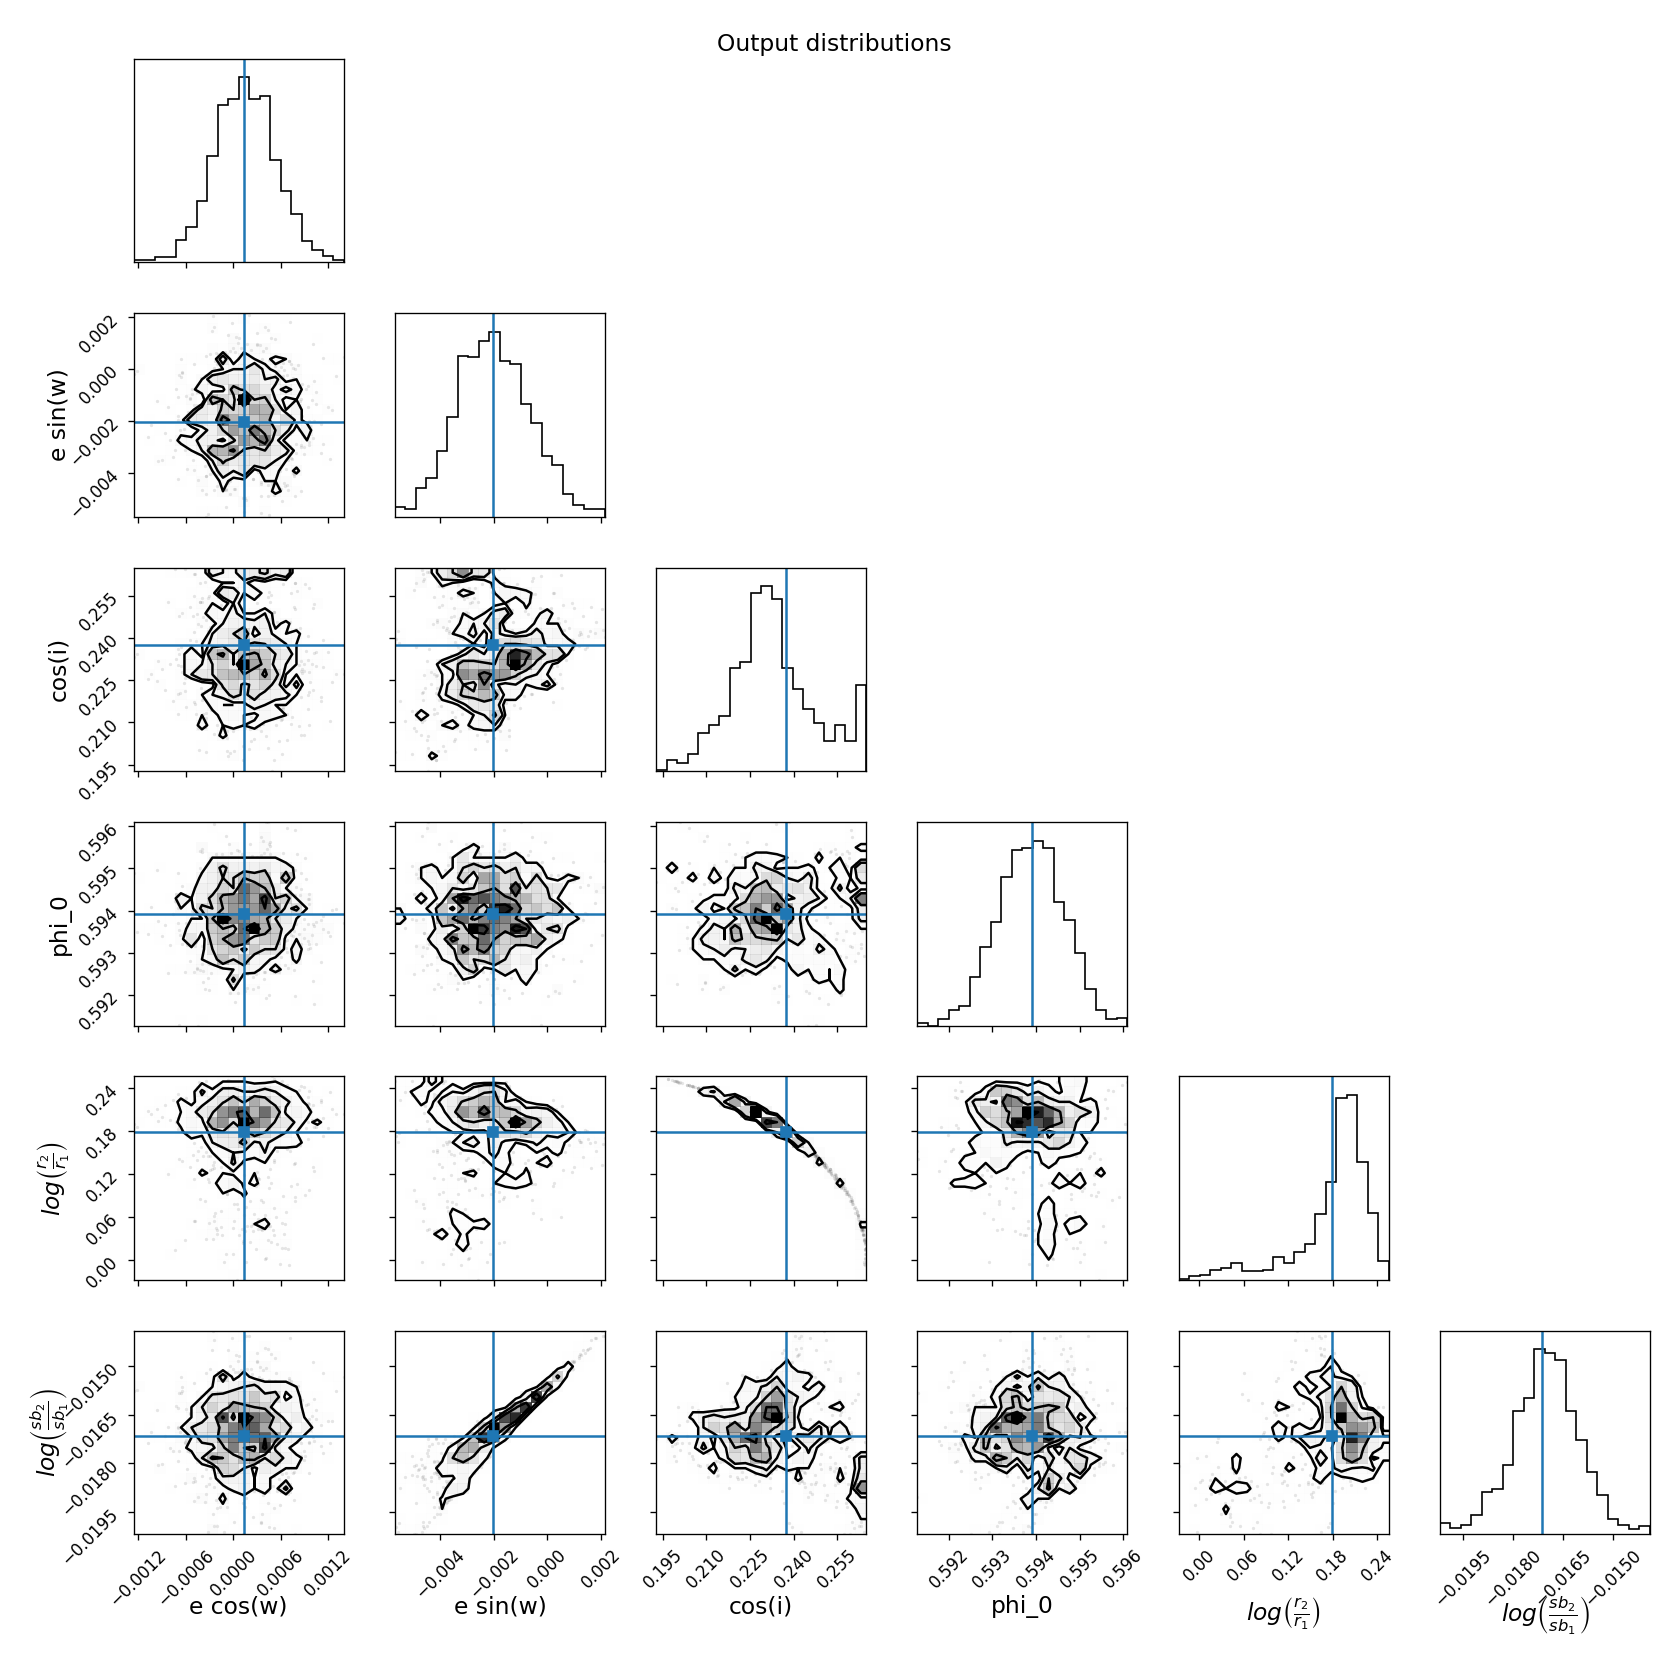 Output distributions
e sin(w)
0.002
0.000
−0.002
−0.004
cos(i)
0.255
0.240
0.225
0.210
0.195
phi_0
0.596
0.595
0.594
0.593
0.592
log(r2/r1)
0.24
0.18
0.12
0.06
0.00
log(sb2/sb1)
−0.0150
−0.0165
−0.0180
−0.0195
−0.0012 −0.0006 0.0000 0.0006 0.0012
−0.004 −0.002 0.000 0.002
0.195 0.210 0.225 0.240 0.255
0.592 0.593 0.594 0.595 0.596
0.00 0.06 0.12 0.18 0.24
−0.0195 −0.0180 −0.0165 −0.0150
e cos(w)
e sin(w)
cos(i)
phi_0
log(r2/r1)
log(sb2/sb1)